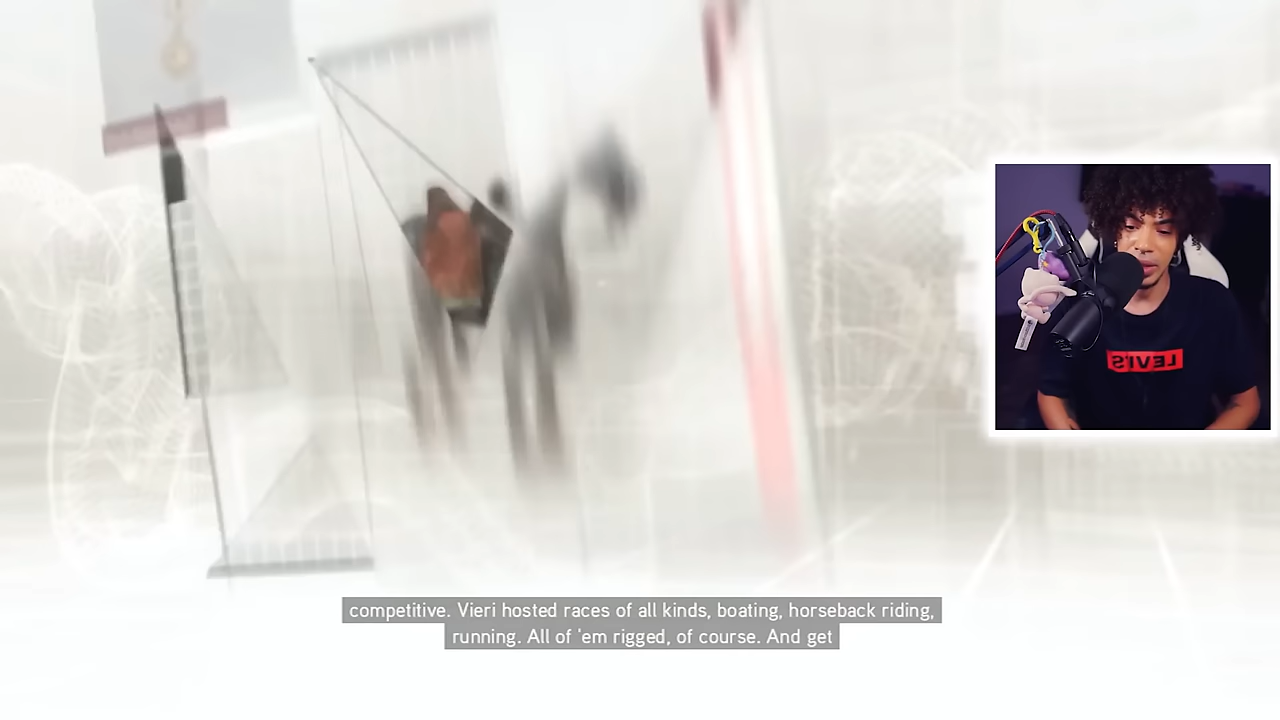 LEVI'S
competitive. Vieri hosted races of all kinds, boating, horseback riding,
running. All of 'em rigged, of course. And get